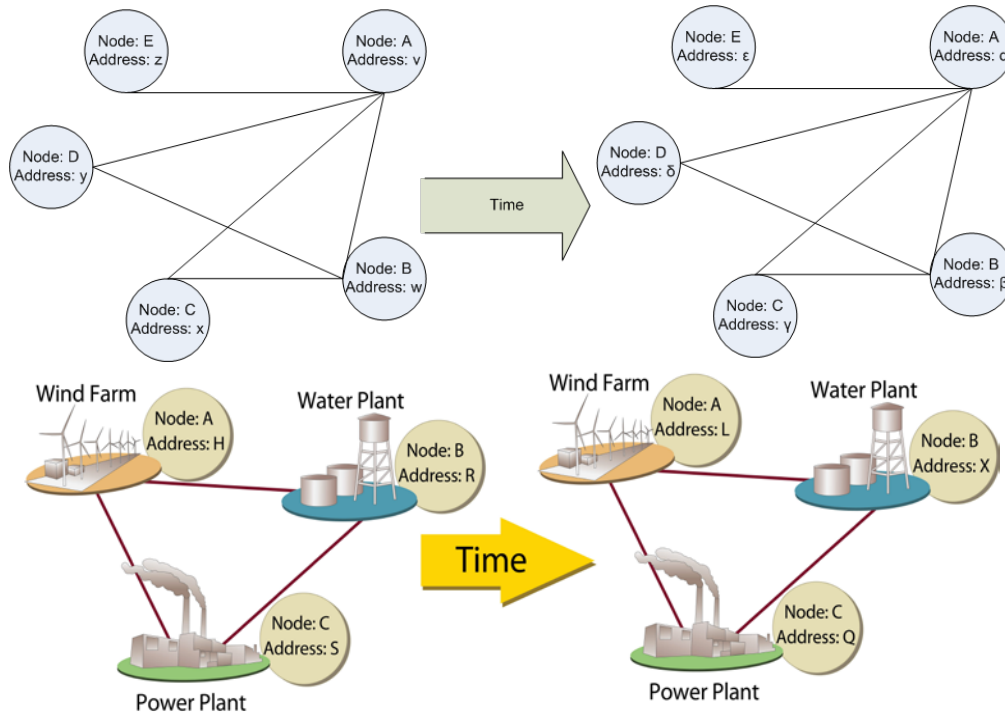 Node: E
Address: z
Node: A
Address: v
Node: D
Address: y
Node: B
Address: w
Node: C
Address: x
Time
Node: E
Address: ε
Node: A
Address: α
Node: D
Address: δ
Node: B
Address: β
Node: C
Address: γ
Wind Farm
Node: A
Address: H
Water Plant
Node: B
Address: R
Node: C
Address: S
Power Plant
Time
Wind Farm
Node: A
Address: L
Water Plant
Node: B
Address: X
Node: C
Address: Q
Power Plant